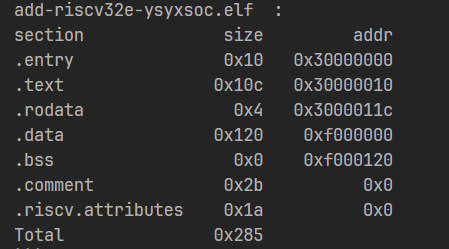 add-riscv32e-ysyxsoc.elf  :
section              size         addr
.entry               0x10   0x30000000
.text               0x10c   0x30000010
.rodata               0x4   0x3000011c
.data               0x120    0xf000000
.bss                  0x0    0xf000120
.comment             0x2b          0x0
.riscv.attributes    0x1a          0x0
Total               0x285